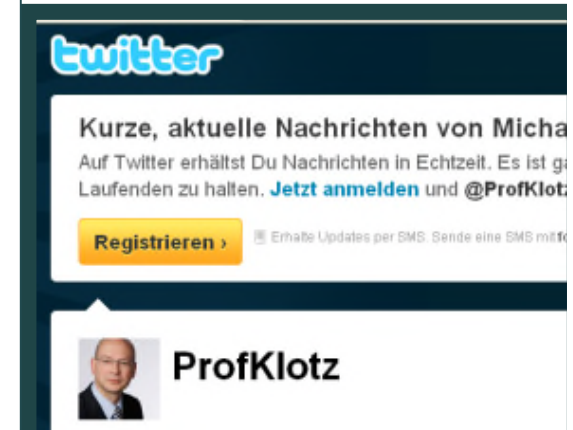 twitter
Kurze, aktuelle Nachrichten von Micha
Auf Twitter erhältst Du Nachrichten in Echtzeit. Es ist ga
Laufenden zu halten. Jetzt anmelden und @ProfKlotz
Registrieren ›
Erhalte Updates per SMS. Sende eine SMS mit fo
ProfKlotz